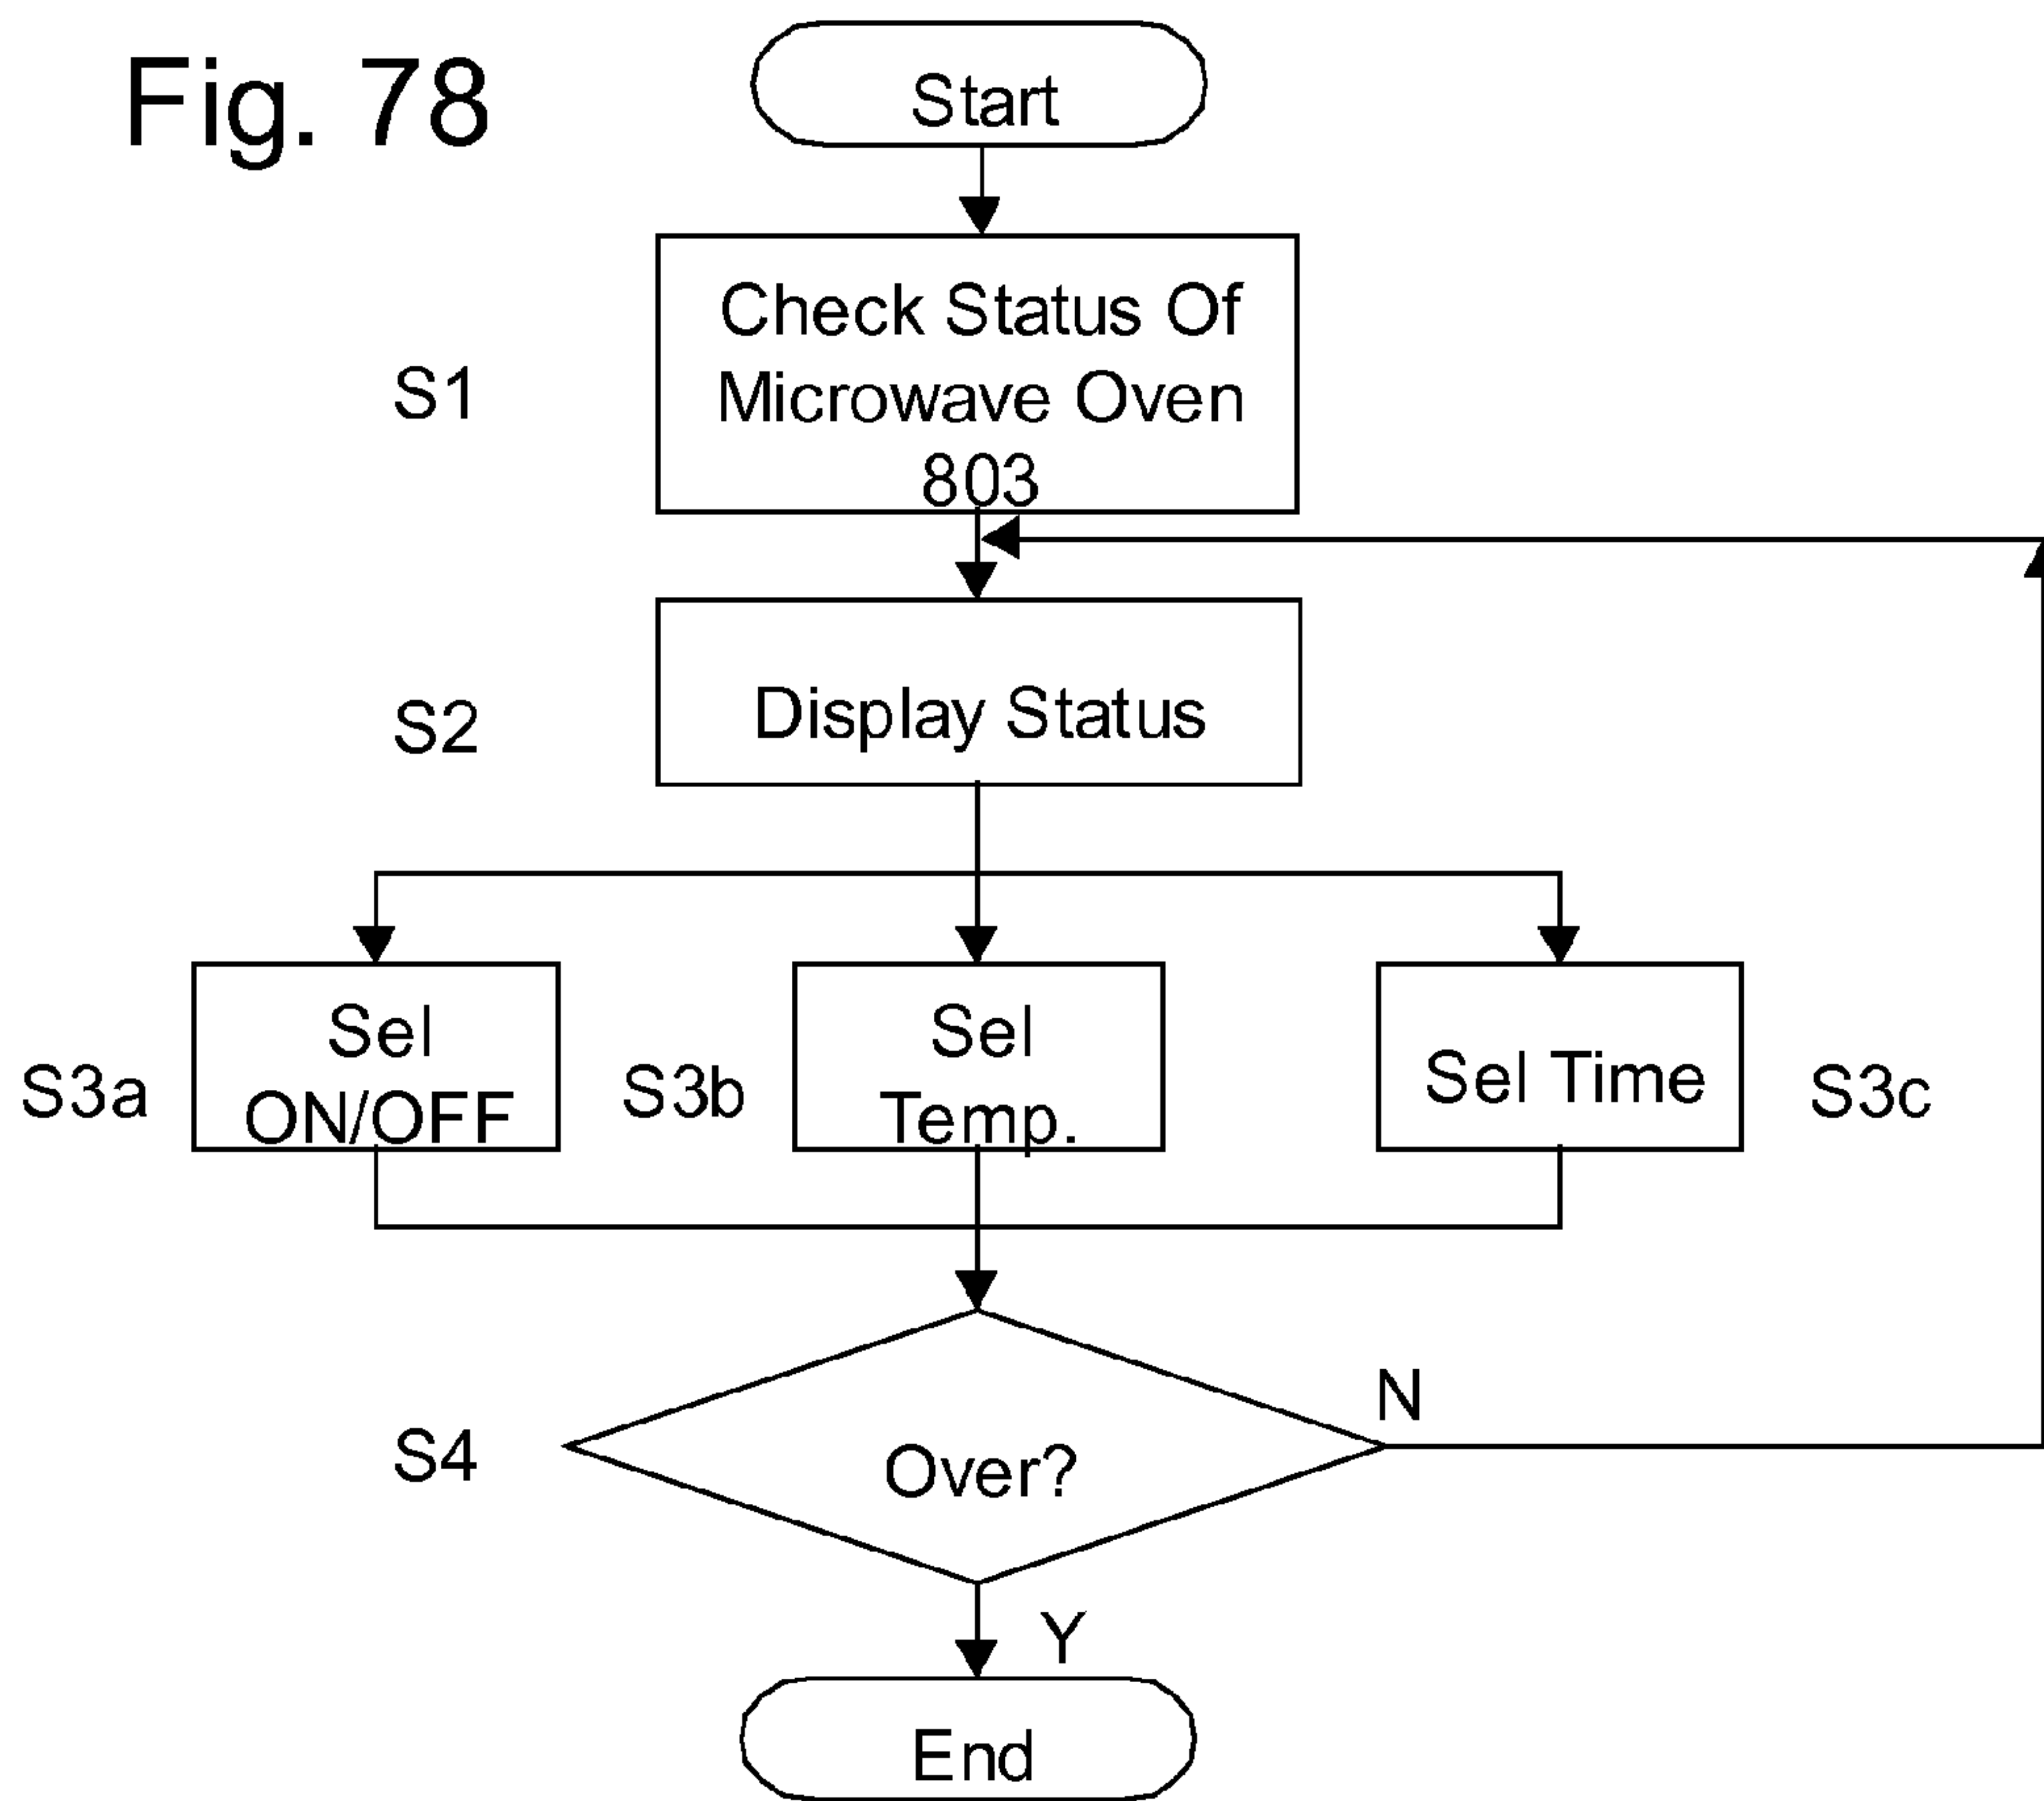 Fig. 78
Start
S1
Check Status Of
Microwave Oven
803
S2
Display Status
S3a
Sel
ON/OFF
S3b
Sel
Temp.
Sel Time
S3c
S4
Over?
N
Y
End